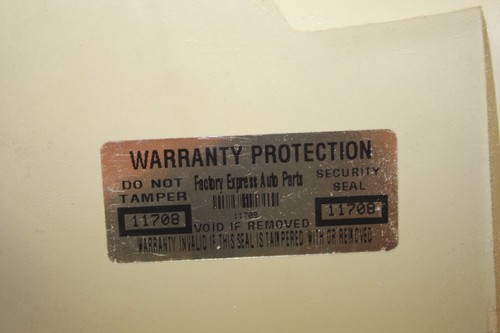 WARRANTY PROTECTION
DO NOT TAMPER Factory Express Auto Parts SECURITY SEAL
11708 11708 11708
VOID IF REMOVED
WARRANTY INVALID IF THIS SEAL IS TAMPERED WITH OR REMOVED